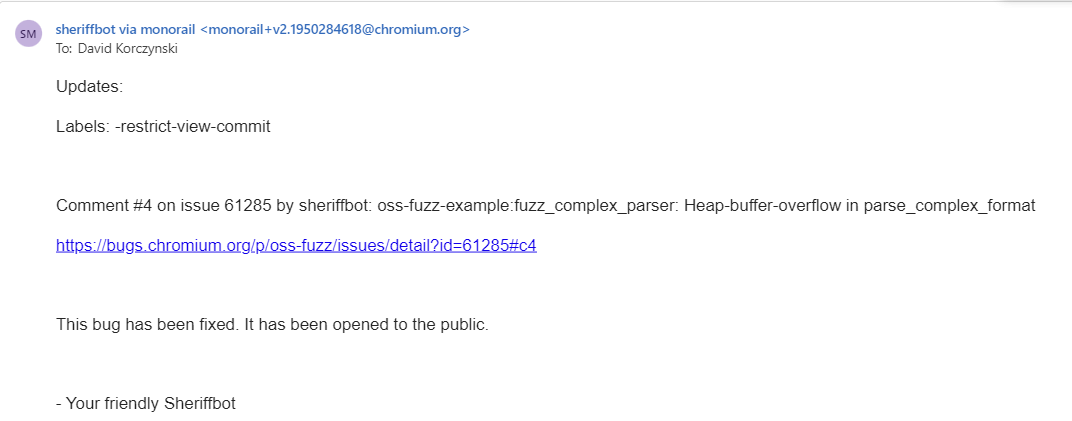 SM
sheriffbot via monorail <monorail+v2.1950284618@chromium.org>
To: David Korczynski
Updates:
Labels: -restrict-view-commit
Comment #4 on issue 61285 by sheriffbot: oss-fuzz-example:fuzz_complex_parser: Heap-buffer-overflow in parse_complex_format
https://bugs.chromium.org/p/oss-fuzz/issues/detail?id=61285#c4
This bug has been fixed. It has been opened to the public.
- Your friendly Sheriffbot